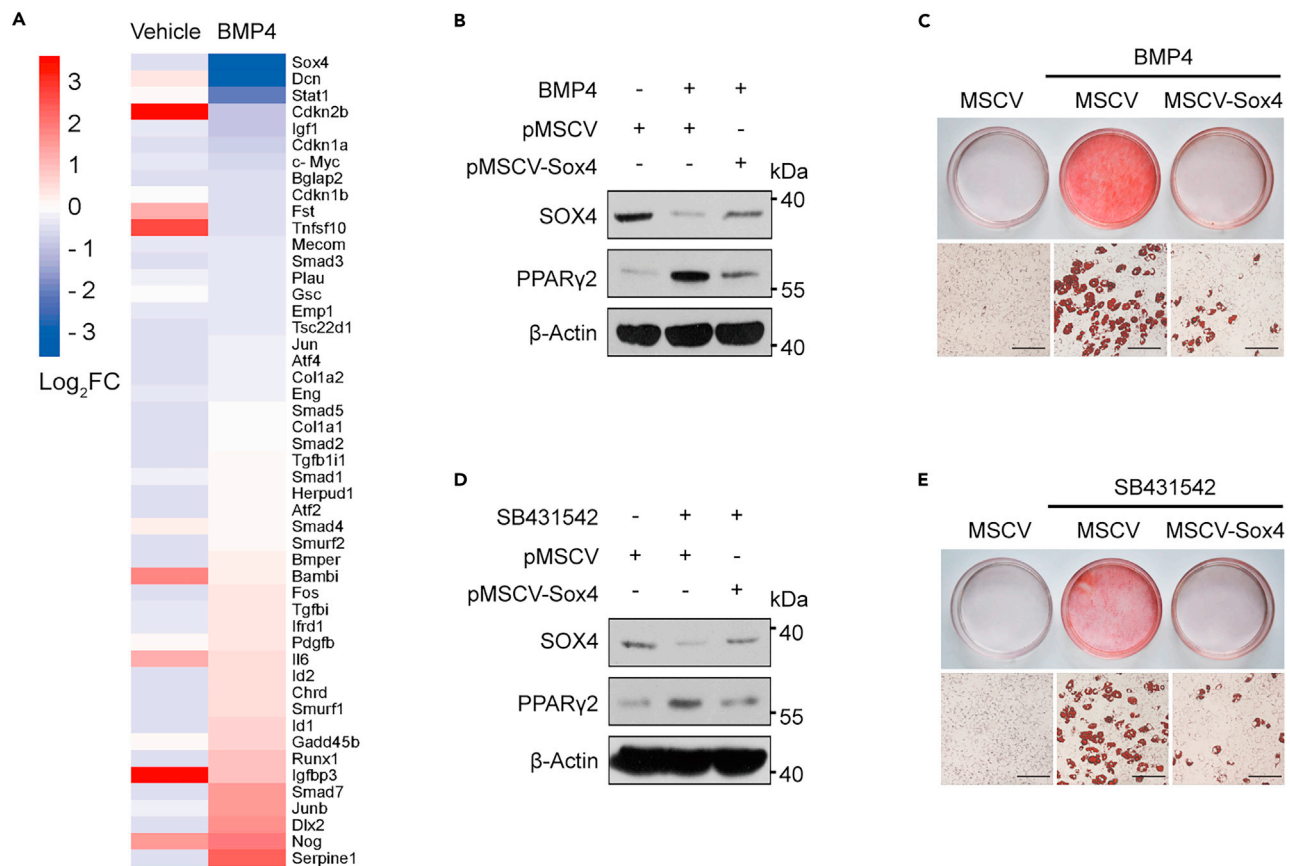 A
Vehicle BMP4
3
2
1
0
- 1
- 2
- 3
Log₂FC
Sox4
Dcn
Stat1
Cdkn2b
Igf1
Cdkn1a
c- Myc
Bglap2
Cdkn1b
Fst
Tnfsf10
Mecom
Smad3
Plau
Gsc
Emp1
Tsc22d1
Jun
Atf4
Col1a2
Eng
Smad5
Col1a1
Smad2
Tgfb1i1
Smad1
Herpud1
Atf2
Smad4
Smurf2
Bmper
Bambi
Fos
Tgfbi
Ifrd1
Pdgfb
Il6
Id2
Chrd
Smurf1
Id1
Gadd45b
Runx1
Igfbp3
Smad7
Junb
Dlx2
Nog
Serpine1
B
BMP4 - + +
pMSCV + + -
pMSCV-Sox4 - - +
kDa
SOX4 40
PPARγ2 55
β-Actin 40
C
BMP4
MSCV MSCV MSCV-Sox4
D
SB431542 - + +
pMSCV + + -
pMSCV-Sox4 - - +
kDa
SOX4 40
PPARγ2 55
β-Actin 40
E
SB431542
MSCV MSCV MSCV-Sox4